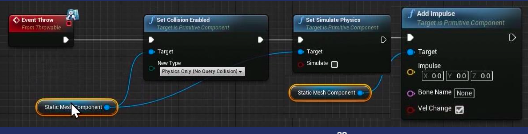 Event Throw
From Throwable
Set Collision Enabled
Target is Primitive Component
Target
New Type
Physics Only (No Query Collision)
Static Mesh Component
Set Simulate Physics
Target is Primitive Component
Target
Simulate
Static Mesh Component
Add Impulse
Target is Primitive Component
Target
Impulse
X 0.0 Y 0.0 Z 0.0
Bone Name None
Vel Change